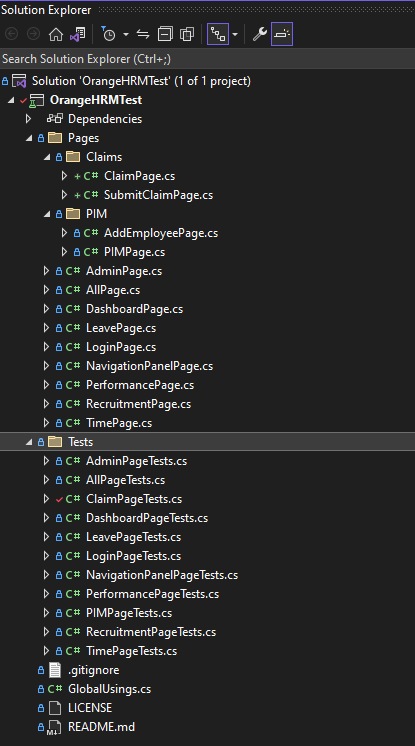 Solution Explorer
Search Solution Explorer (Ctrl+;)
Solution 'OrangeHRMTest' (1 of 1 project)
OrangeHRMTest
Dependencies
Pages
Claims
C# ClaimPage.cs
C# SubmitClaimPage.cs
PIM
C# AddEmployeePage.cs
C# PIMPage.cs
C# AdminPage.cs
C# AllPage.cs
C# DashboardPage.cs
C# LeavePage.cs
C# LoginPage.cs
C# NavigationPanelPage.cs
C# PerformancePage.cs
C# RecruitmentPage.cs
C# TimePage.cs
Tests
C# AdminPageTests.cs
C# AllPageTests.cs
C# ClaimPageTests.cs
C# DashboardPageTests.cs
C# LeavePageTests.cs
C# LoginPageTests.cs
C# NavigationPanelPageTests.cs
C# PerformancePageTests.cs
C# PIMPageTests.cs
C# RecruitmentPageTests.cs
C# TimePageTests.cs
.gitignore
C# GlobalUsings.cs
LICENSE
M↓ README.md